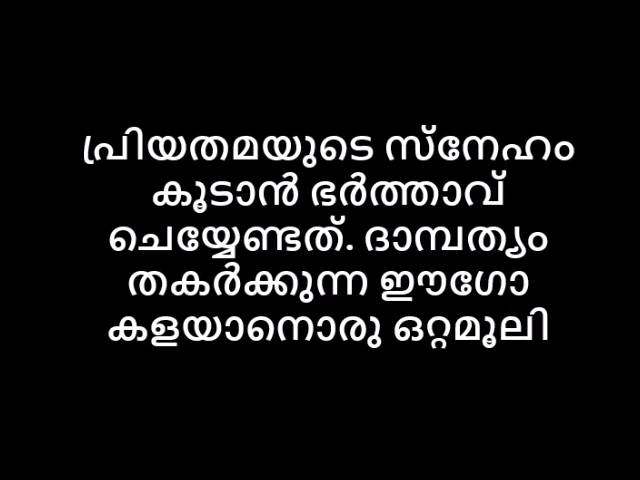 പ്രിയതമയുടെ സ്നേഹം
കൂടാൻ ഭർത്താവ്
ചെയ്യേണ്ടത്. ദാമ്പത്യം
തകർക്കുന്ന ഈഗോ
കളയാനൊരു ഒറ്റമൂലി